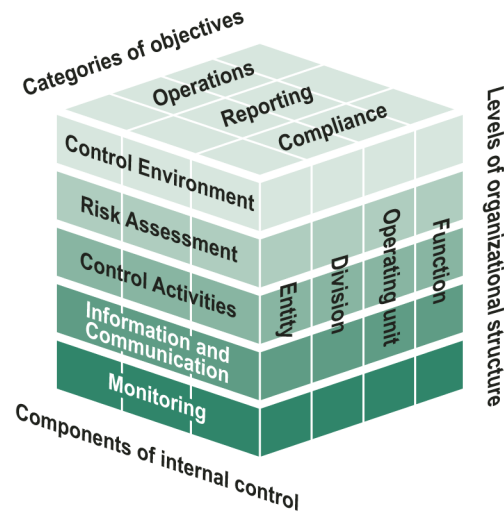 Categories of objectives
Operations
Reporting
Compliance
Control Environment
Risk Assessment
Control Activities
Information and
Communication
Monitoring
Components of internal control
Entity
Division
Operating unit
Function
Levels of organizational structure